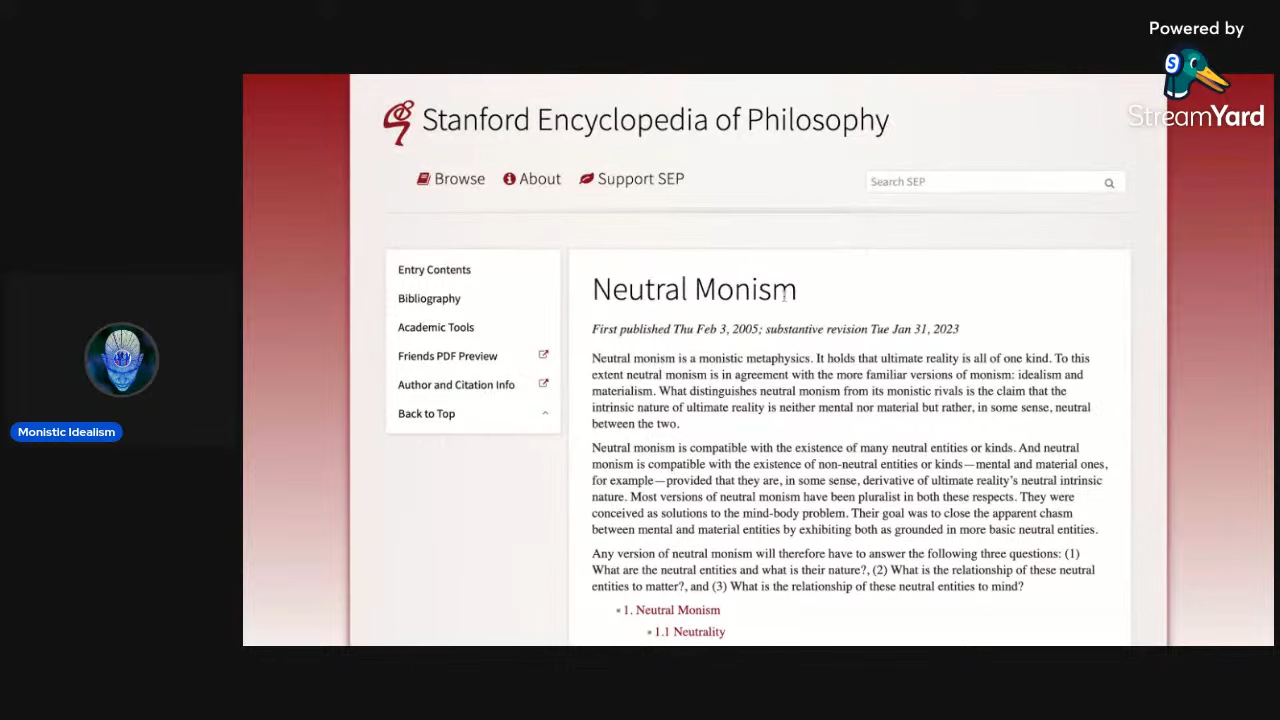 Powered by
S
StreamYard
Stanford Encyclopedia of Philosophy
Browse About Support SEP
Search SEP
Entry Contents
Bibliography
Academic Tools
Friends PDF Preview
Author and Citation Info
Back to Top
Neutral Monism
First published Thu Feb 3, 2005; substantive revision Tue Jan 31, 2023
Neutral monism is a monistic metaphysics. It holds that ultimate reality is all of one kind. To this
extent neutral monism is in agreement with the more familiar versions of monism: idealism and
materialism. What distinguishes neutral monism from its monistic rivals is the claim that the
intrinsic nature of ultimate reality is neither mental nor material but rather, in some sense, neutral
between the two.
Neutral monism is compatible with the existence of many neutral entities or kinds. And neutral
monism is compatible with the existence of non-neutral entities or kinds—mental and material ones,
for example—provided that they are, in some sense, derivative of ultimate reality’s neutral intrinsic
nature. Most versions of neutral monism have been pluralist in both these respects. They were
conceived as solutions to the mind-body problem. Their goal was to close the apparent chasm
between mental and material entities by exhibiting both as grounded in more basic neutral entities.
Any version of neutral monism will therefore have to answer the following three questions: (1)
What are the neutral entities and what is their nature?, (2) What is the relationship of these neutral
entities to matter?, and (3) What is the relationship of these neutral entities to mind?
1. Neutral Monism
1.1 Neutrality
Monistic Idealism